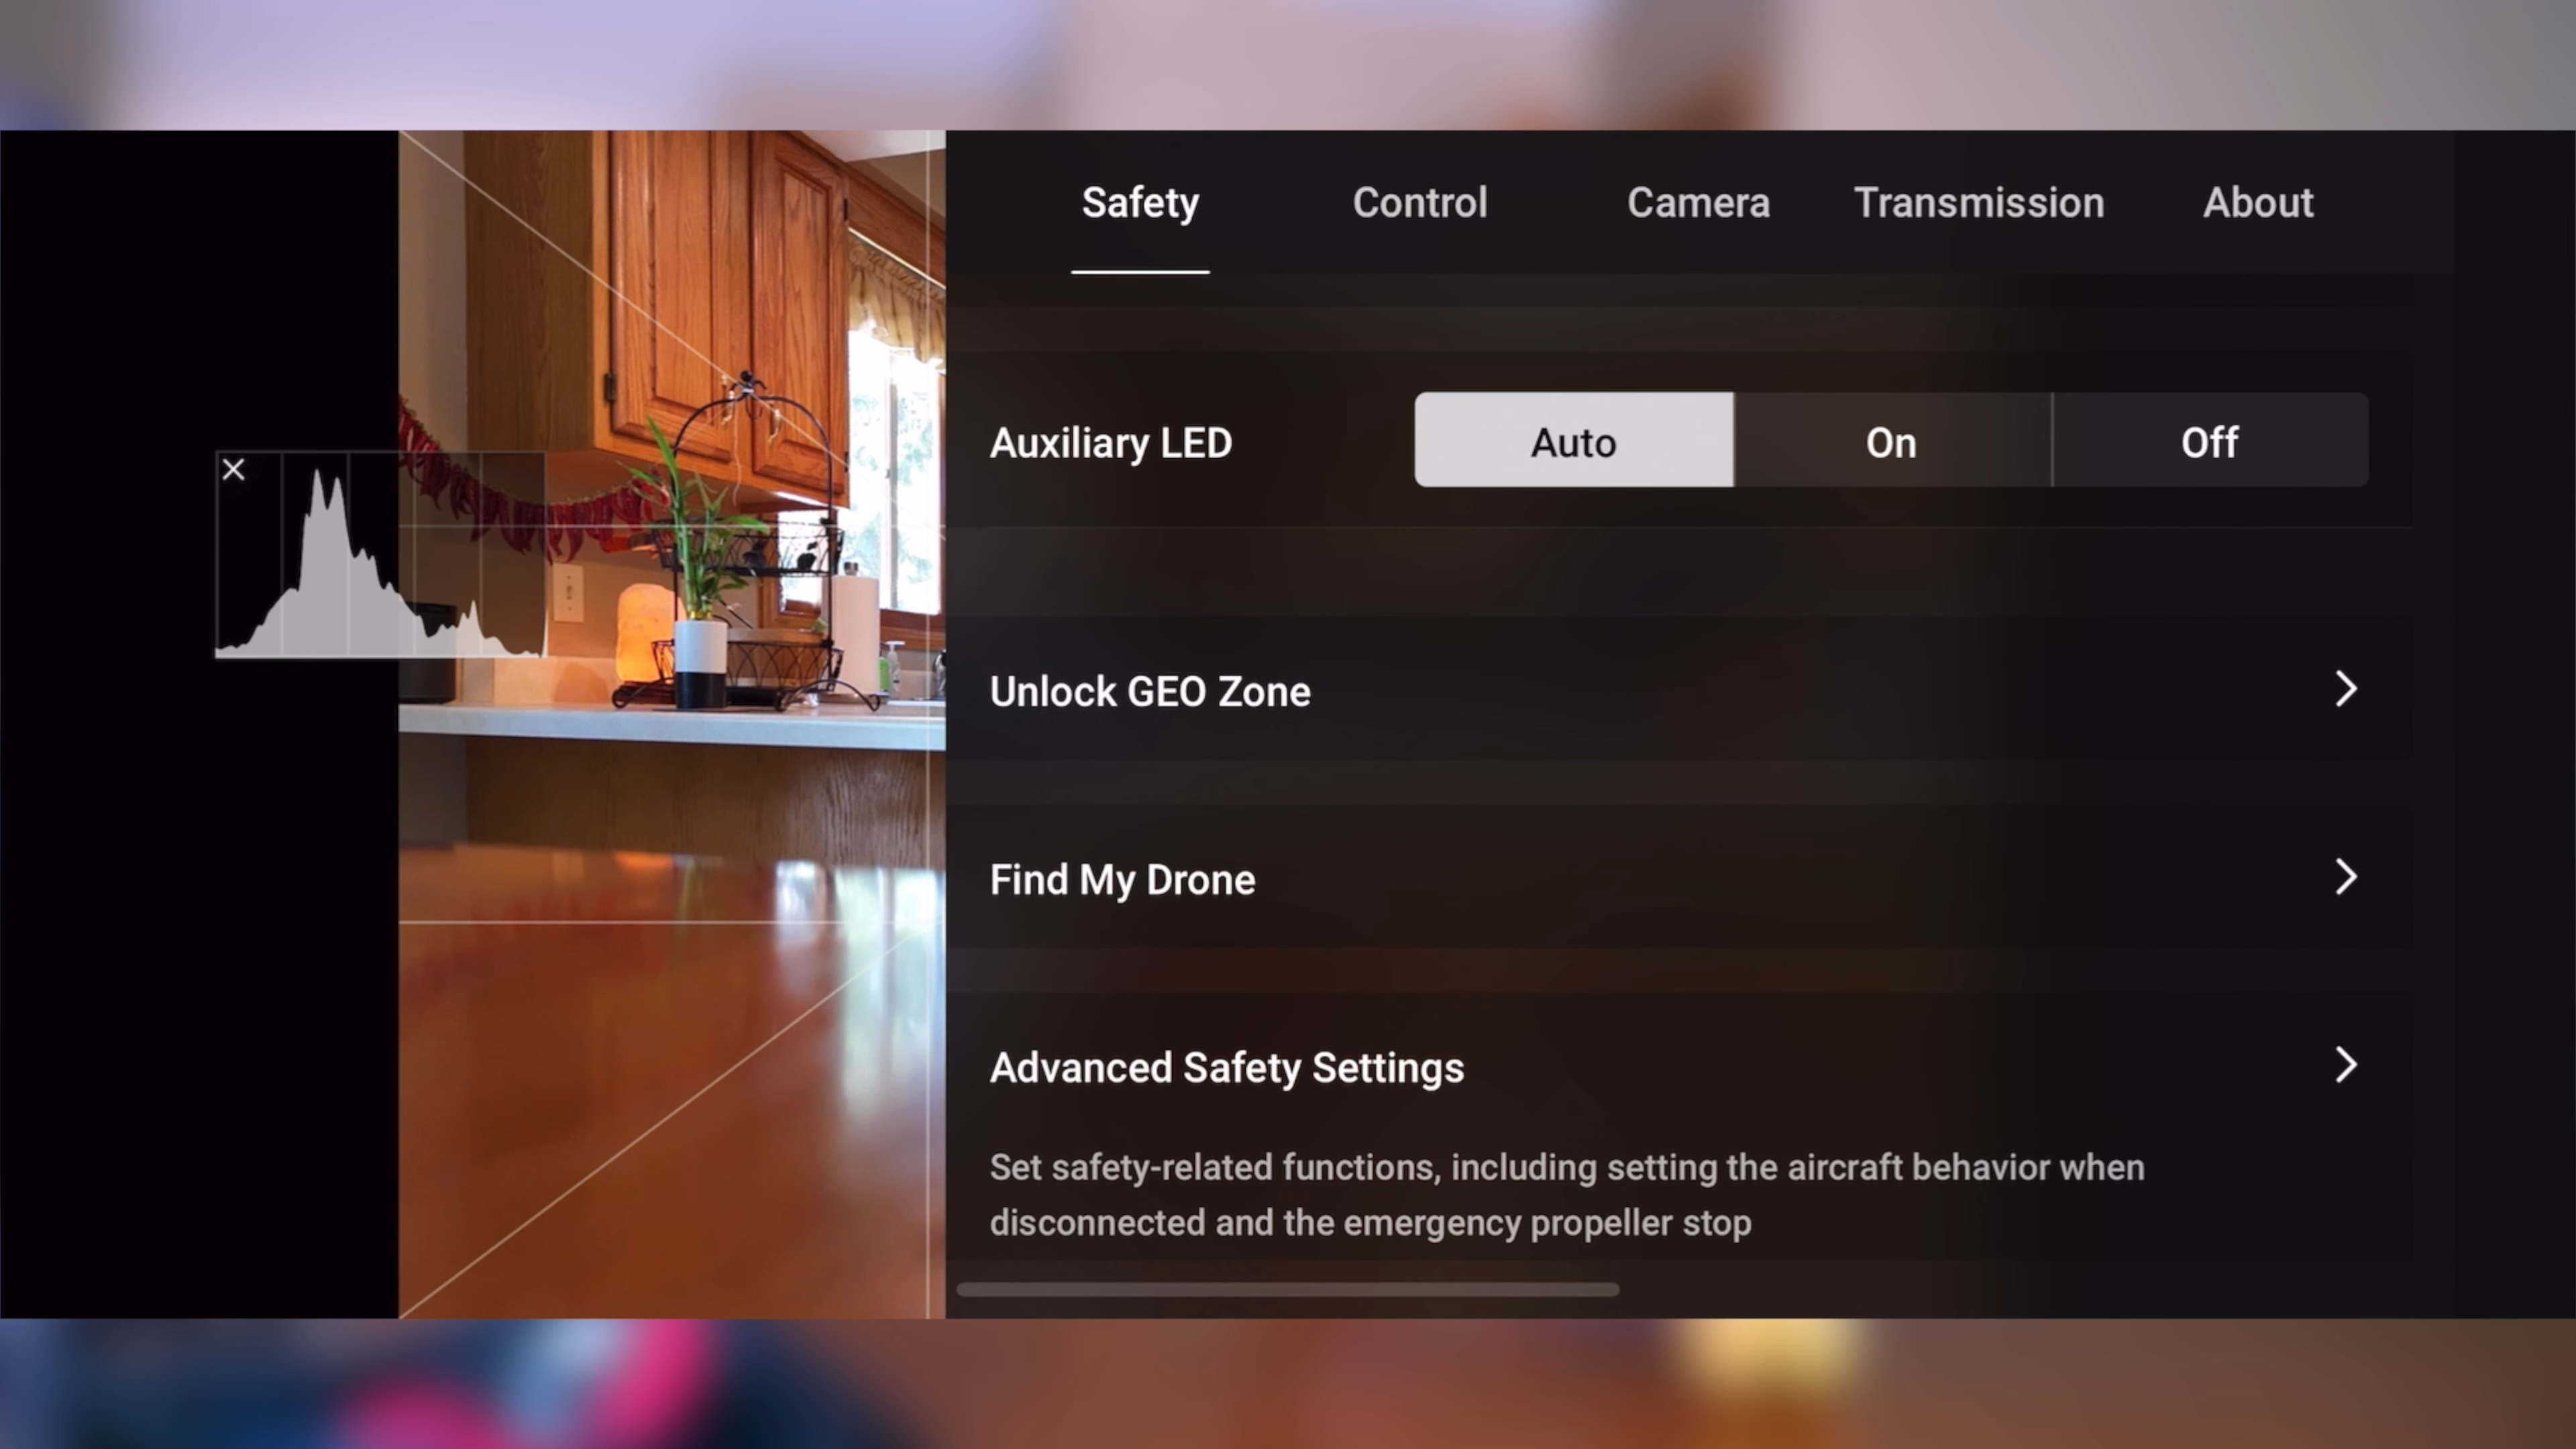 Safety Control Camera Transmission About
Auxiliary LED Auto On Off
Unlock GEO Zone
Find My Drone
Advanced Safety Settings
Set safety-related functions, including setting the aircraft behavior when
disconnected and the emergency propeller stop